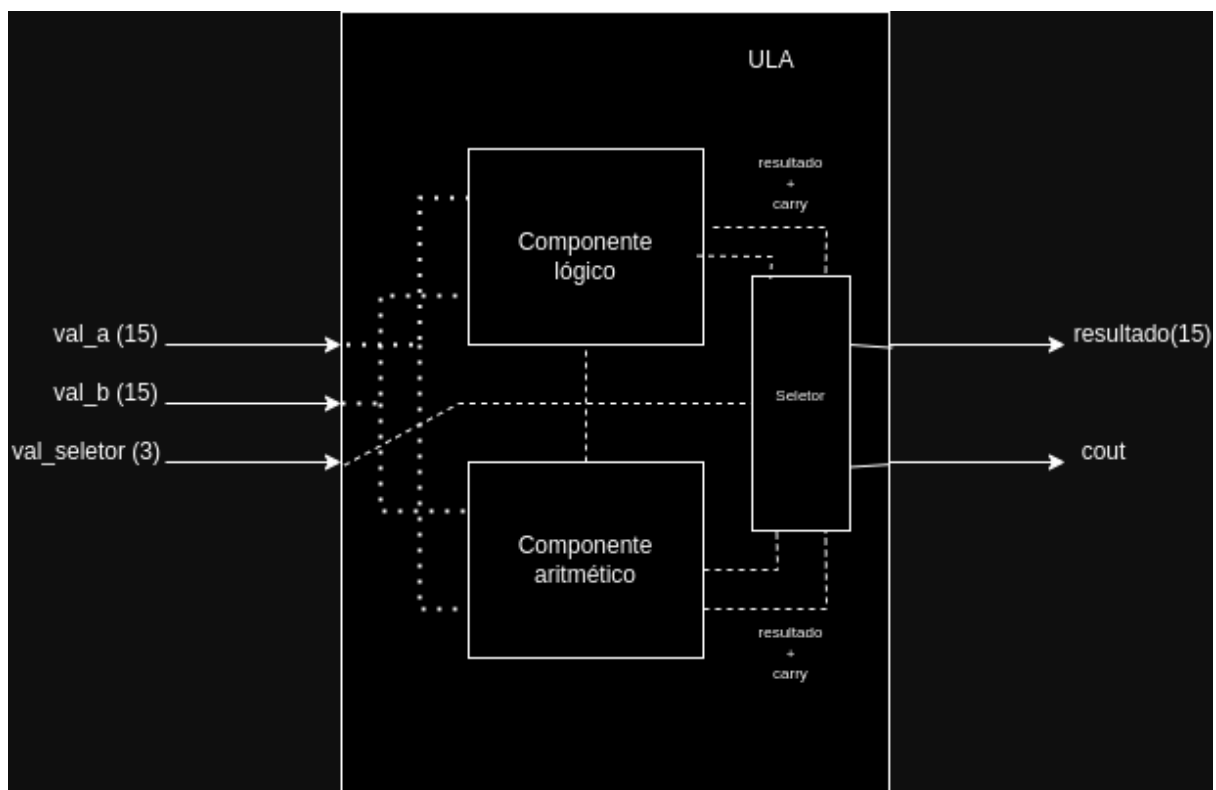 ULA
resultado
+
carry
Componente
lógico
val_a (15)
resultado(15)
val_b (15)
Seletor
val_seletor (3)
cout
Componente
aritmético
resultado
+
carry